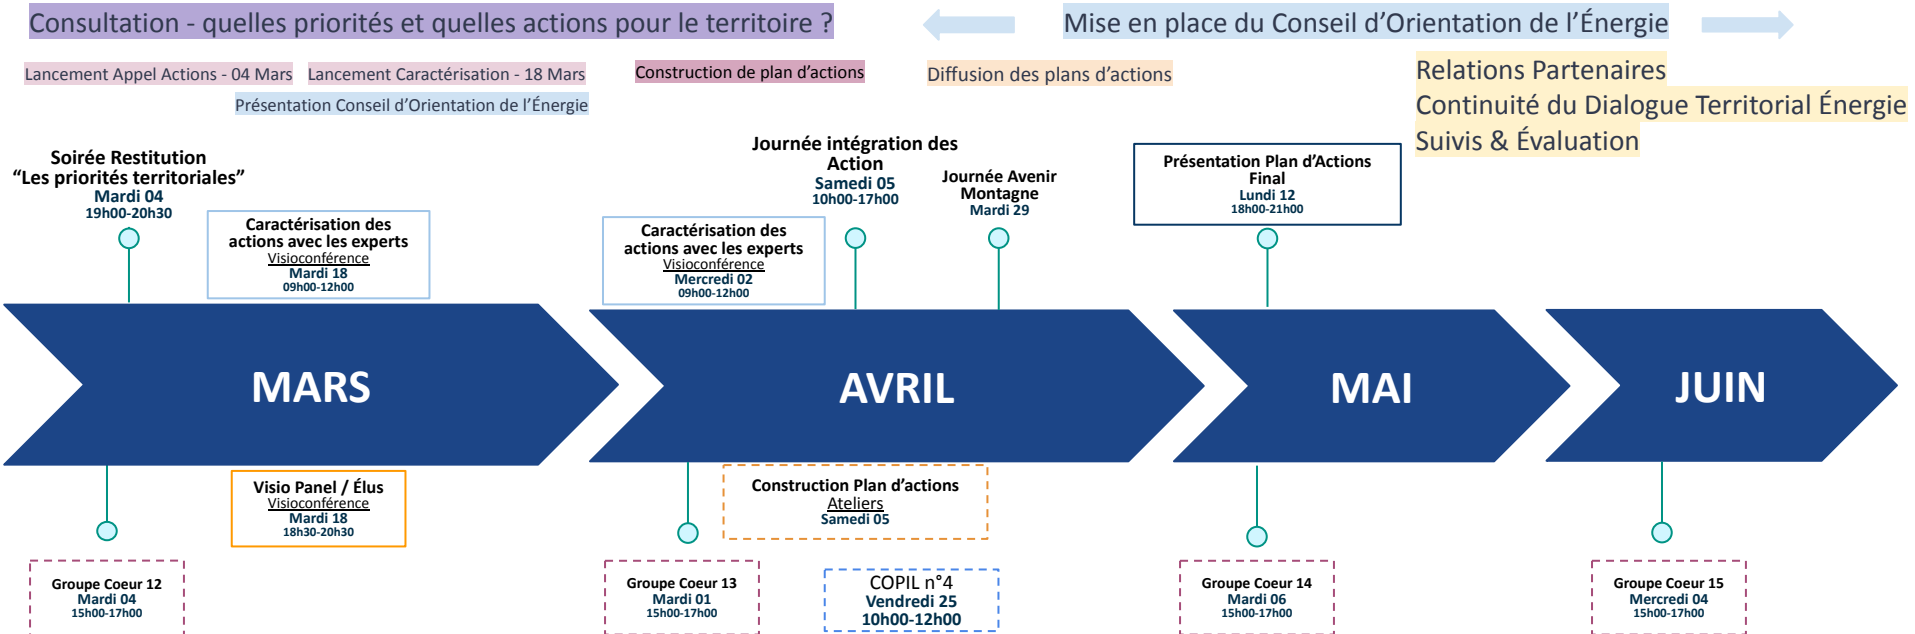 Consultation - quelles priorités et quelles actions pour le territoire ?
Mise en place du Conseil d’Orientation de l’Énergie
Lancement Appel Actions - 04 Mars
Lancement Caractérisation - 18 Mars
Construction de plan d’actions
Diffusion des plans d’actions
Présentation Conseil d’Orientation de l’Énergie
Relations Partenaires
Continuité du Dialogue Territorial Énergie
Suivis & Évaluation
Soirée Restitution
“Les priorités territoriales”
Mardi 04
19h00-20h30
Caractérisation des
actions avec les experts
Visioconférence
Mardi 18
09h00-12h00
Caractérisation des
actions avec les experts
Visioconférence
Mercredi 02
09h00-12h00
Journée intégration des
Action
Samedi 05
10h00-17h00
Journée Avenir
Montagne
Mardi 29
Présentation Plan d’Actions
Final
Lundi 12
18h00-21h00
MARS
AVRIL
MAI
JUIN
Visio Panel / Élus
Visioconférence
Mardi 18
18h30-20h30
Construction Plan d’actions
Ateliers
Samedi 05
Groupe Coeur 12
Mardi 04
15h00-17h00
Groupe Coeur 13
Mardi 01
15h00-17h00
COPIL n°4
Vendredi 25
10h00-12h00
Groupe Coeur 14
Mardi 06
15h00-17h00
Groupe Coeur 15
Mercredi 04
15h00-17h00